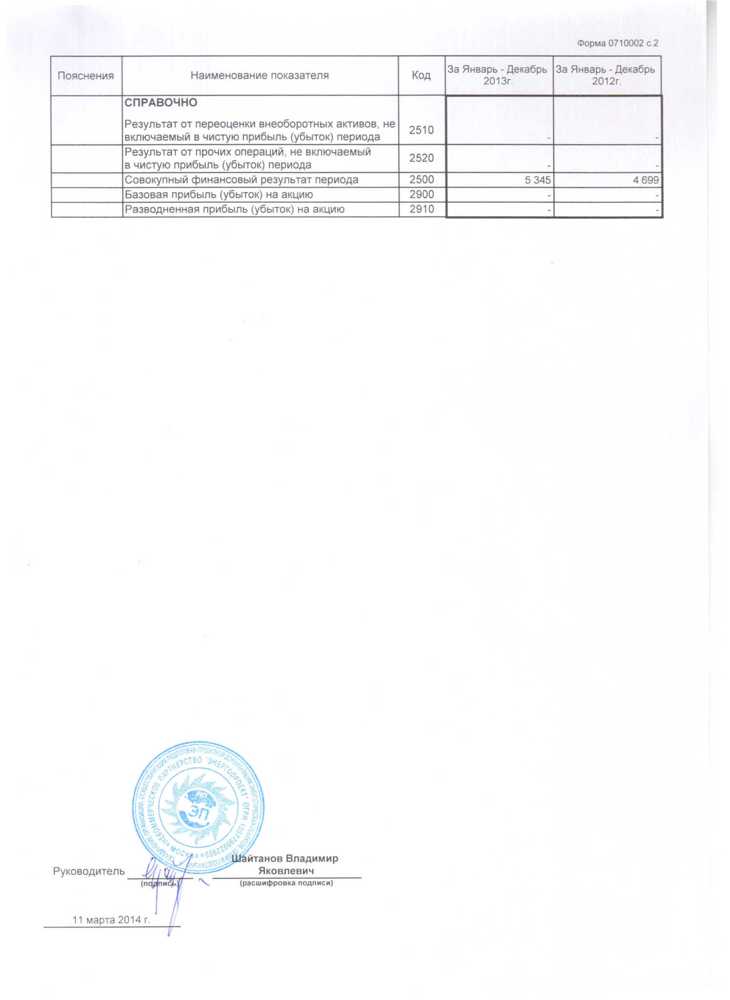 Форма 0710002 с.2
Пояснения
Наименование показателя
Код
За Январь - Декабрь
2013г.
За Январь - Декабрь
2012г.
СПРАВОЧНО
Результат от переоценки внеоборотных активов, не
включаемый в чистую прибыль (убыток) периода
2510
-
-
Результат от прочих операций, не включаемый
в чистую прибыль (убыток) периода
2520
-
-
Совокупный финансовый результат периода
2500
5 345
4 699
Базовая прибыль (убыток) на акцию
2900
-
-
Разводненная прибыль (убыток) на акцию
2910
-
-
ОБЪЕДИНЕНИЕ ОРГАНИЗАЦИЙ, ОСУЩЕСТВЛЯЮЩИХ ПОДГОТОВКУ ПРОЕКТНОЙ ДОКУМЕНТАЦИИ ЭНЕРГЕТИЧЕСКИХ ОБЪЕКТОВ, СЕТЕЙ И ПОДСТАНЦИЙ *
*НЕКОММЕРЧЕСКОЕ ПАРТНЕРСТВО "ЭНЕРГОПРОЕКТ" ОГРН 1097799022903
* МОСКВА *
НП
ЭП
Руководитель
Шайтанов Владимир
Яковлевич
(подпись)
(расшифровка подписи)
11 марта 2014 г.